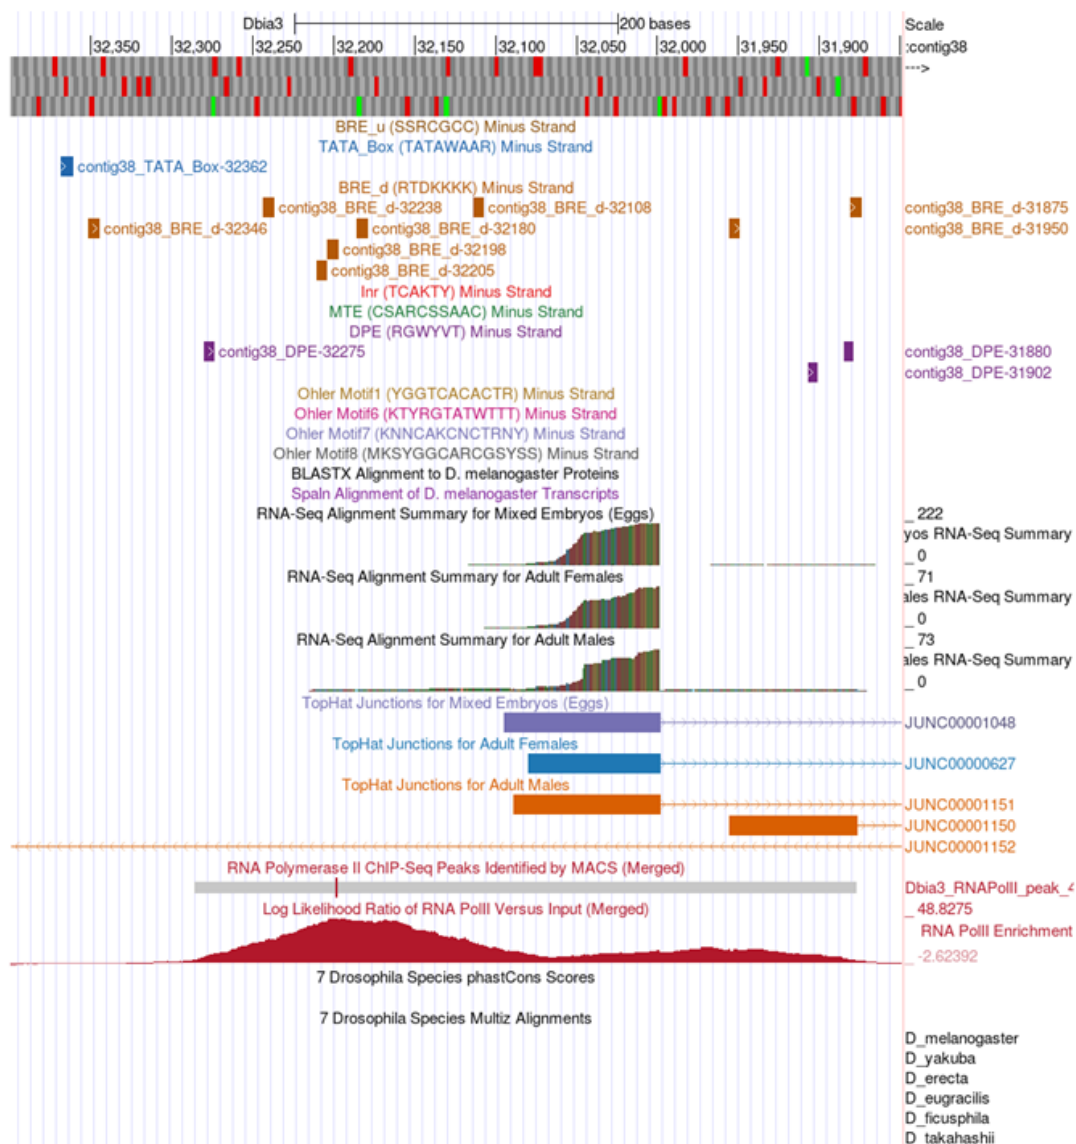 Dbia3 200 bases Scale
32,350 32,300 32,250 32,200 32,150 32,100 32,050 32,000 31,950 31,900 :contig38
--->
BRE_u (SSRCGCC) Minus Strand
TATA_Box (TATAWAAR) Minus Strand
contig38_TATA_Box-32362
BRE_d (RTDKKKK) Minus Strand
contig38_BRE_d-32238 contig38_BRE_d-32108 contig38_BRE_d-31875
contig38_BRE_d-32346 contig38_BRE_d-32180 contig38_BRE_d-31950
contig38_BRE_d-32198
contig38_BRE_d-32205
Inr (TCAKTY) Minus Strand
MTE (CSARCSSAAC) Minus Strand
DPE (RGWYVT) Minus Strand
contig38_DPE-32275 contig38_DPE-31880
contig38_DPE-31902
Ohler Motif1 (YGGTCACACTR) Minus Strand
Ohler Motif6 (KTYRGTATWTTT) Minus Strand
Ohler Motif7 (KNNCAKCNCTRNY) Minus Strand
Ohler Motif8 (MKSYGGCARCGSYSS) Minus Strand
BLASTX Alignment to D. melanogaster Proteins
Spaln Alignment of D. melanogaster Transcripts
RNA-Seq Alignment Summary for Mixed Embryos (Eggs) _ 222
yos RNA-Seq Summary
_ 0
RNA-Seq Alignment Summary for Adult Females _ 71
ales RNA-Seq Summary
_ 0
RNA-Seq Alignment Summary for Adult Males _ 73
ales RNA-Seq Summary
_ 0
TopHat Junctions for Mixed Embryos (Eggs)
JUNC00001048
TopHat Junctions for Adult Females
JUNC00000627
TopHat Junctions for Adult Males
JUNC00001151
JUNC00001150
JUNC00001152
RNA Polymerase II ChIP-Seq Peaks Identified by MACS (Merged)
Dbia3_RNAPolII_peak_4
Log Likelihood Ratio of RNA PolII Versus Input (Merged) _ 48.8275
RNA PolII Enrichment
_ -2.62392
7 Drosophila Species phastCons Scores
7 Drosophila Species Multiz Alignments
D_melanogaster
D_yakuba
D_erecta
D_eugracilis
D_ficusphila
D_takahashii